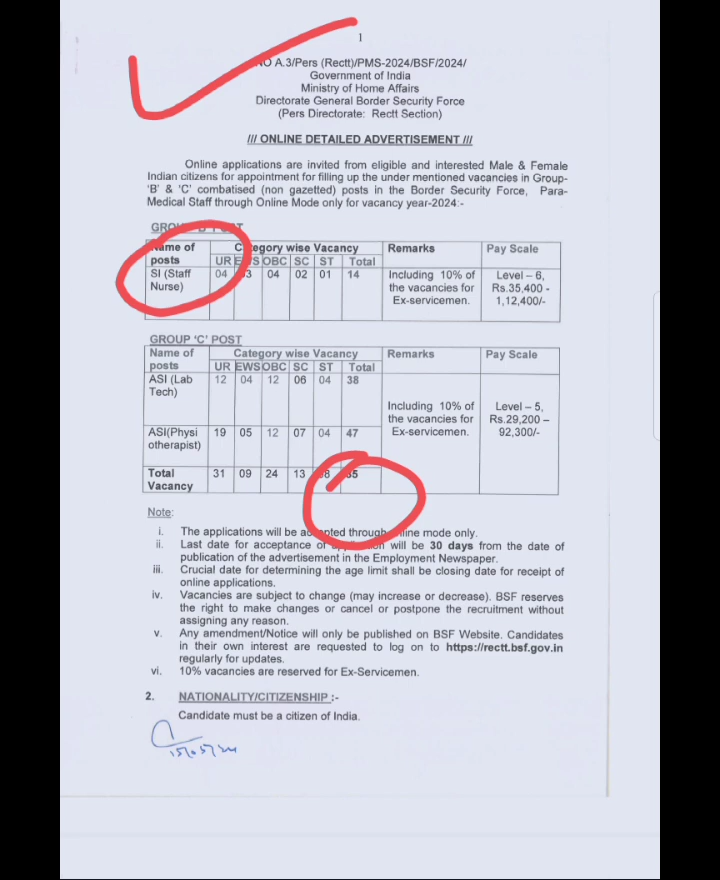 1
NO A.3/Pers (Rectt)/PMS-2024/BSF/2024/
Government of India
Ministry of Home Affairs
Directorate General Border Security Force
(Pers Directorate: Rectt Section)
/// ONLINE DETAILED ADVERTISEMENT ///
Online applications are invited from eligible and interested Male & Female
Indian citizens for appointment for filling up the under mentioned vacancies in Group-
'B' & 'C' combatised (non gazetted) posts in the Border Security Force, Para-
Medical Staff through Online Mode only for vacancy year-2024:-
GROUP 'B' POST
Name of Category wise Vacancy Remarks Pay Scale
posts UR EWS OBC SC ST Total
SI (Staff 04 03 04 02 01 14 Including 10% of Level – 6,
Nurse) the vacancies for Rs.35,400 -
Ex-servicemen. 1,12,400/-
GROUP 'C' POST
Name of Category wise Vacancy Remarks Pay Scale
posts UR EWS OBC SC ST Total
ASI (Lab 12 04 12 06 04 38
Tech)
Including 10% of Level – 5,
the vacancies for Rs.29,200 –
ASI(Physi 19 05 12 07 04 47 Ex-servicemen. 92,300/-
otherapist)
Total 31 09 24 13 08 85
Vacancy
Note:
i. The applications will be accepted through online mode only.
ii. Last date for acceptance of application will be 30 days from the date of
publication of the advertisement in the Employment Newspaper.
iii. Crucial date for determining the age limit shall be closing date for receipt of
online applications.
iv. Vacancies are subject to change (may increase or decrease). BSF reserves
the right to make changes or cancel or postpone the recruitment without
assigning any reason.
v. Any amendment/Notice will only be published on BSF Website. Candidates
in their own interest are requested to log on to https://rectt.bsf.gov.in
regularly for updates.
vi. 10% vacancies are reserved for Ex-Servicemen.
2. NATIONALITY/CITIZENSHIP :-
Candidate must be a citizen of India.
15/05/24